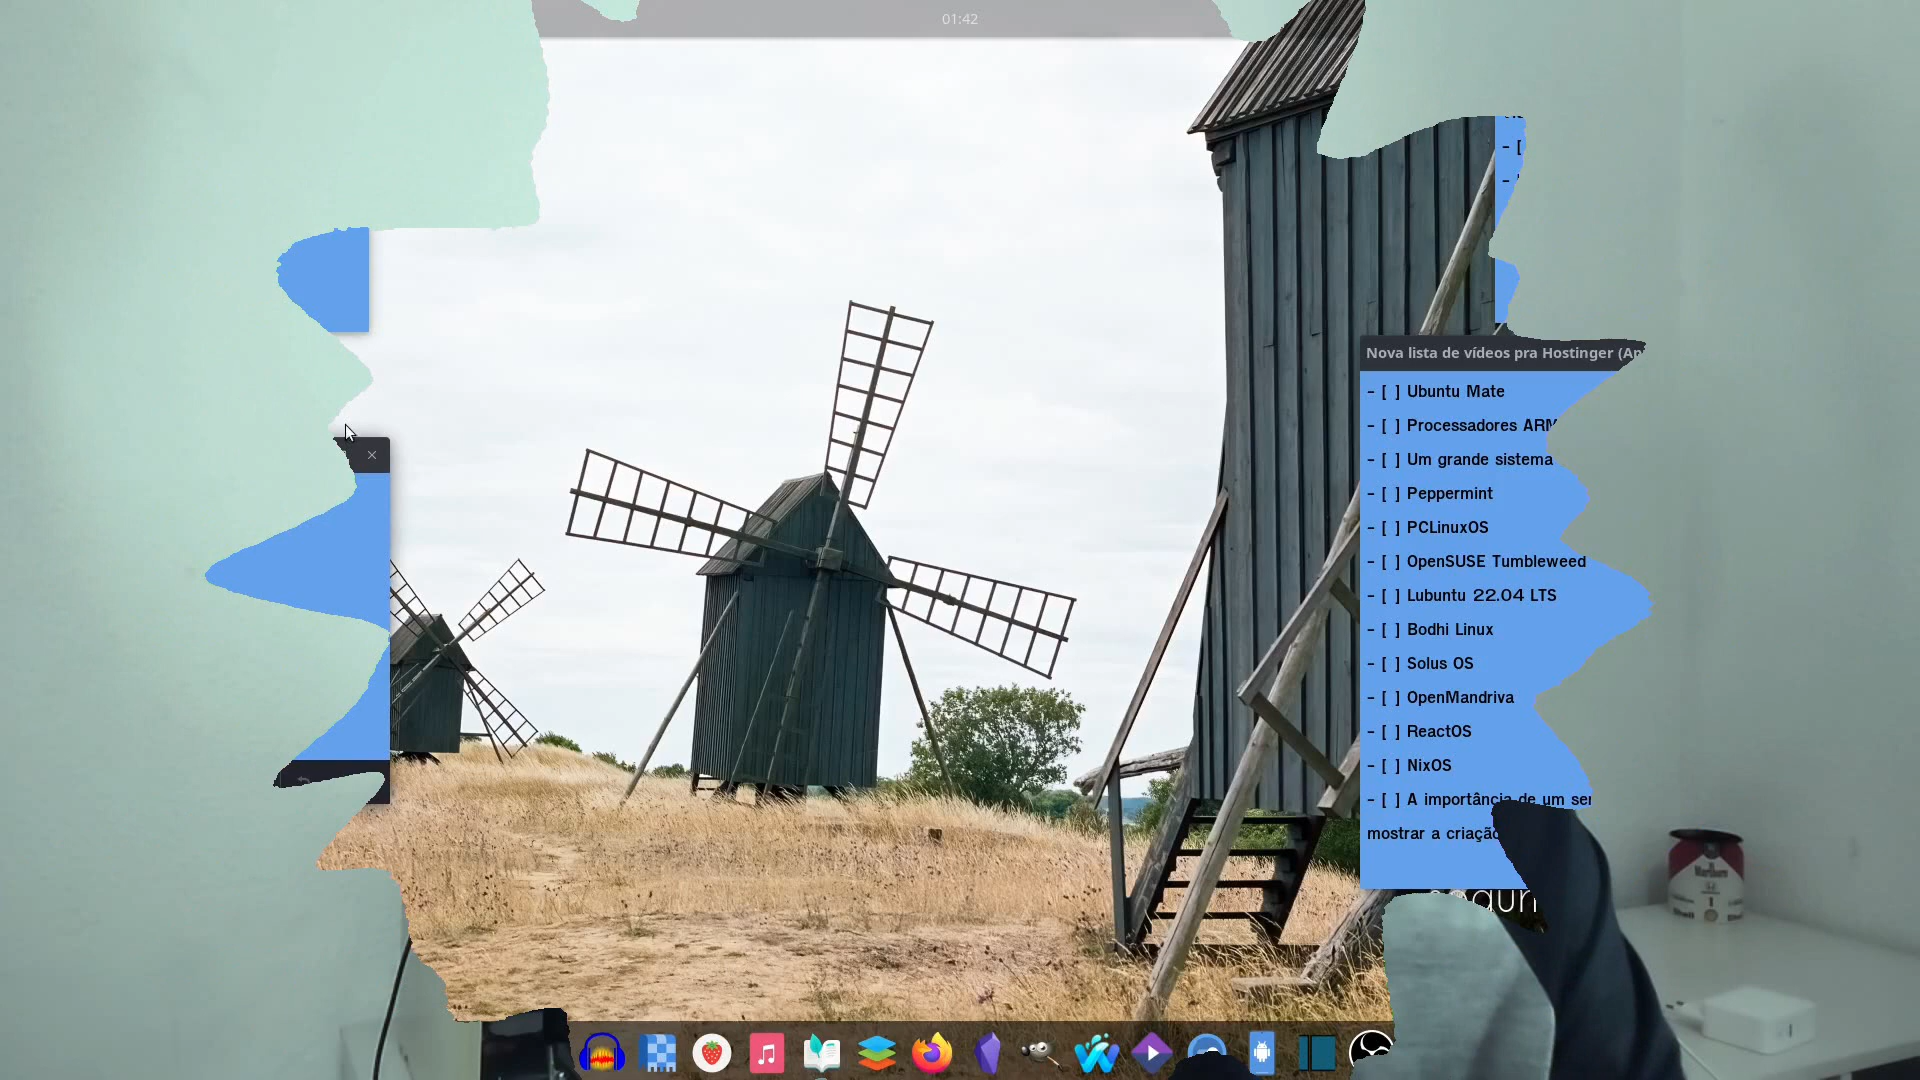 01:42
- [
-
Nova lista de vídeos pra Hostinger (Ap
- [ ] Ubuntu Mate
- [ ] Processadores ARM
- [ ] Um grande sistema
- [ ] Peppermint
- [ ] PCLinuxOS
- [ ] OpenSUSE Tumbleweed
- [ ] Lubuntu 22.04 LTS
- [ ] Bodhi Linux
- [ ] Solus OS
- [ ] OpenMandriva
- [ ] ReactOS
- [ ] NixOS
- [ ] A importância de um ser
mostrar a criação
Marlboro